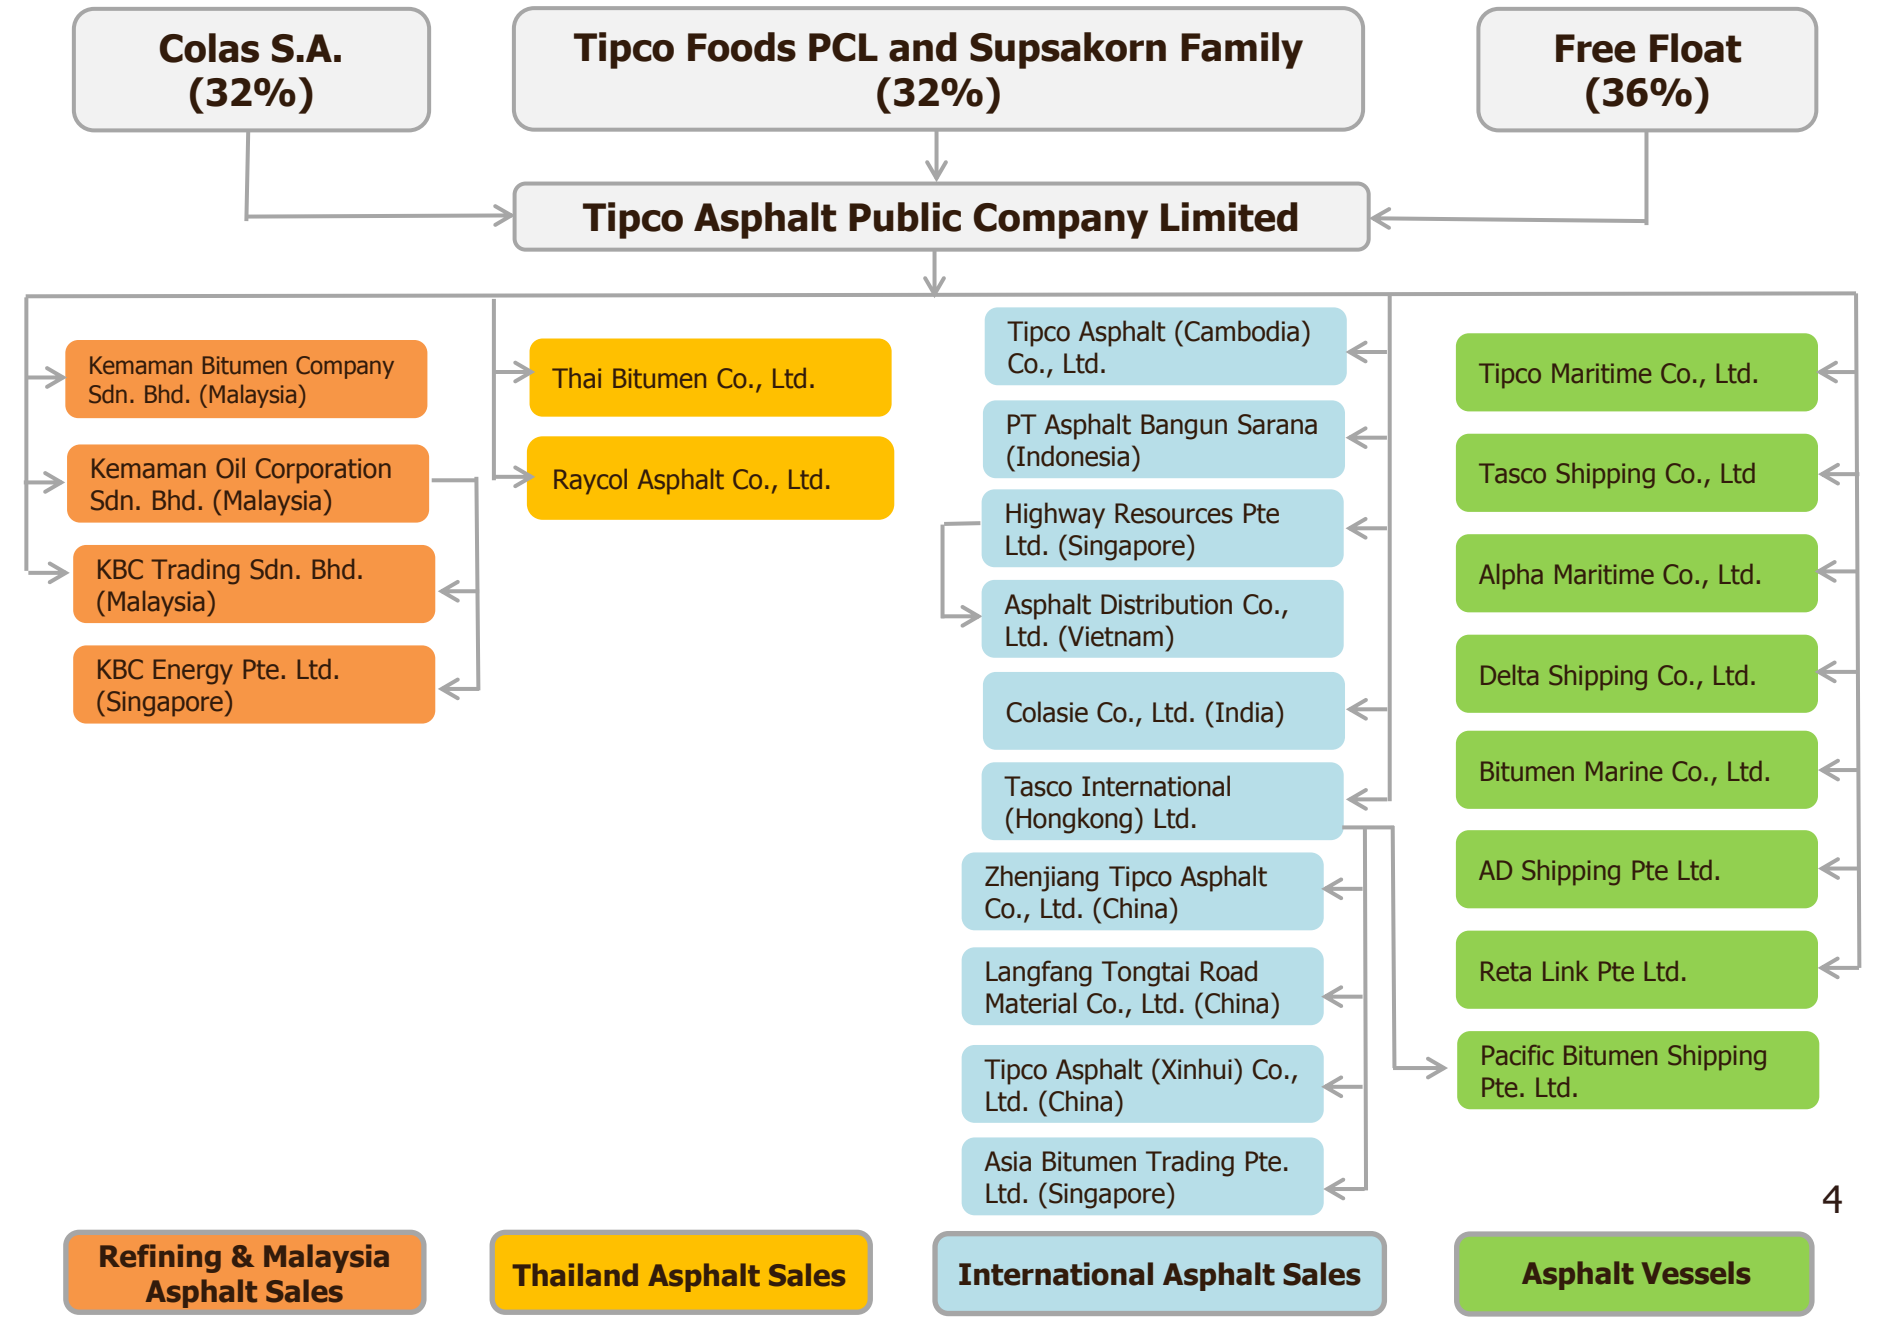 Colas S.A.
(32%)
Tipco Foods PCL and Supsakorn Family
(32%)
Free Float
(36%)
Tipco Asphalt Public Company Limited
Kemaman Bitumen Company
Sdn. Bhd. (Malaysia)
Kemaman Oil Corporation
Sdn. Bhd. (Malaysia)
KBC Trading Sdn. Bhd.
(Malaysia)
KBC Energy Pte. Ltd.
(Singapore)
Thai Bitumen Co., Ltd.
Raycol Asphalt Co., Ltd.
Tipco Asphalt (Cambodia)
Co., Ltd.
PT Asphalt Bangun Sarana
(Indonesia)
Highway Resources Pte
Ltd. (Singapore)
Asphalt Distribution Co.,
Ltd. (Vietnam)
Colasie Co., Ltd. (India)
Tasco International
(Hongkong) Ltd.
Zhenjiang Tipco Asphalt
Co., Ltd. (China)
Langfang Tongtai Road
Material Co., Ltd. (China)
Tipco Asphalt (Xinhui) Co.,
Ltd. (China)
Asia Bitumen Trading Pte.
Ltd. (Singapore)
Tipco Maritime Co., Ltd.
Tasco Shipping Co., Ltd
Alpha Maritime Co., Ltd.
Delta Shipping Co., Ltd.
Bitumen Marine Co., Ltd.
AD Shipping Pte Ltd.
Reta Link Pte Ltd.
Pacific Bitumen Shipping
Pte. Ltd.
4
Refining & Malaysia
Asphalt Sales
Thailand Asphalt Sales
International Asphalt Sales
Asphalt Vessels